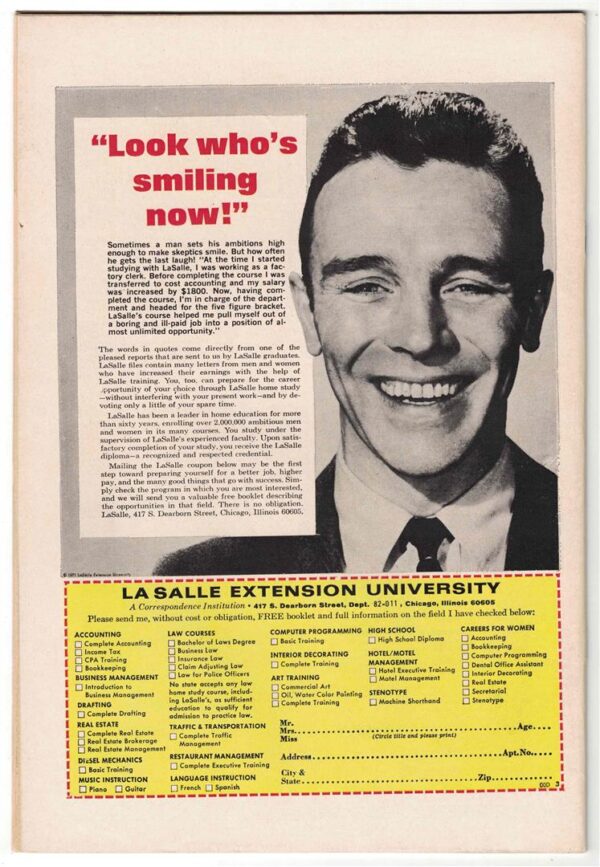 “Look who’s
smiling
now!”
Sometimes a man sets his ambitions high
enough to make skeptics smile. But how often
he gets the last laugh! “At the time I started
studying with LaSalle, I was working as a fac-
tory clerk. Before completing the course I was
transferred to cost accounting and my salary
was increased by $1800. Now, having com-
pleted the course, I’m in charge of the depart-
ment and headed for the five figure bracket.
LaSalle’s course helped me pull myself out of
a boring and ill-paid job into a position of al-
most unlimited opportunity.”
The words in quotes come directly from one of the
pleased reports that are sent to us by LaSalle graduates.
LaSalle files contain many letters from men and women
who have increased their earnings with the help of
LaSalle training. You, too, can prepare for the career
opportunity of your choice through LaSalle home study
—without interfering with your present work—and by de-
voting only a little of your spare time.
LaSalle has been a leader in home education for more
than sixty years, enrolling over 2,000,000 ambitious men
and women in its many courses. You study under the
supervision of LaSalle’s experienced faculty. Upon satis-
factory completion of your study, you receive the LaSalle
diploma—a recognized and respected credential.
Mailing the LaSalle coupon below may be the first
step toward preparing yourself for a better job, higher
pay, and the many good things that go with success. Sim-
ply check the program in which you are most interested,
and we will send you a valuable free booklet describing
the opportunities in that field. There is no obligation.
LaSalle, 417 S. Dearborn Street, Chicago, Illinois 60605.
© 1971 LaSalle Extension University
LA SALLE EXTENSION UNIVERSITY
A Correspondence Institution • 417 S. Dearborn Street, Dept. 82-011, Chicago, Illinois 60605
Please send me, without cost or obligation, FREE booklet and full information on the field I have checked below:
ACCOUNTING
Complete Accounting
Income Tax
CPA Training
Bookkeeping
BUSINESS MANAGEMENT
Introduction to
Business Management
DRAFTING
Complete Drafting
REAL ESTATE
Complete Real Estate
Real Estate Brokerage
Real Estate Management
DIESEL MECHANICS
Basic Training
MUSIC INSTRUCTION
Piano Guitar
LAW COURSES
Bachelor of Laws Degree
Business Law
Insurance Law
Claim Adjusting Law
Law for Police Officers
No state accepts any law
home study course, includ-
ing LaSalle’s, as sufficient
education to qualify for
admission to practice law.
TRAFFIC & TRANSPORTATION
Complete Traffic
Management
RESTAURANT MANAGEMENT
Complete Executive Training
LANGUAGE INSTRUCTION
French Spanish
COMPUTER PROGRAMMING
Basic Training
INTERIOR DECORATING
Complete Training
ART TRAINING
Commercial Art
Oil, Water Color Painting
Complete Training
HIGH SCHOOL
High School Diploma
HOTEL/MOTEL
MANAGEMENT
Hotel Executive Training
Motel Management
STENOTYPE
Machine Shorthand
CAREERS FOR WOMEN
Accounting
Bookkeeping
Computer Programming
Dental Office Assistant
Interior Decorating
Real Estate
Secretarial
Stenotype
Mr.
Mrs. Age
Miss (Circle title and please print)
Address Apt.No.
City &
State Zip
3